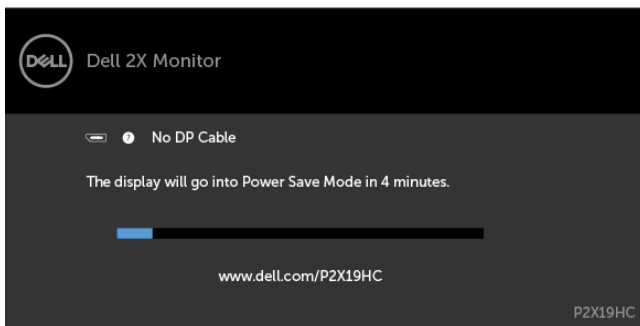 DELL Dell 2X Monitor
? No DP Cable
The display will go into Power Save Mode in 4 minutes.
www.dell.com/P2X19HC
P2X19HC